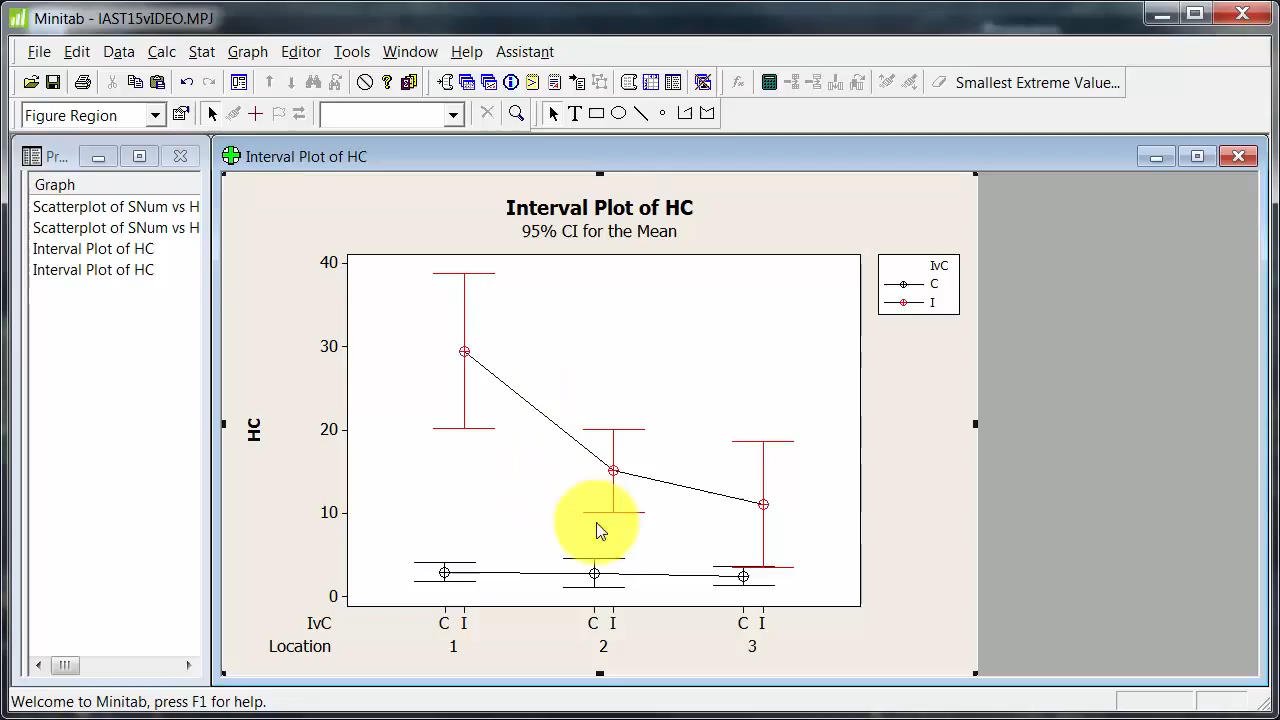 Minitab - IAST15vIDEO.MPJ
File Edit Data Calc Stat Graph Editor Tools Window Help Assistant
Smallest Extreme Value...
Figure Region
Pr...
Interval Plot of HC
Graph
Scatterplot of SNum vs H
Scatterplot of SNum vs H
Interval Plot of HC
Interval Plot of HC
Interval Plot of HC
95% CI for the Mean
IvC
C
I
40
30
20
10
0
HC
IvC C I C I C I
Location 1 2 3
Welcome to Minitab, press F1 for help.